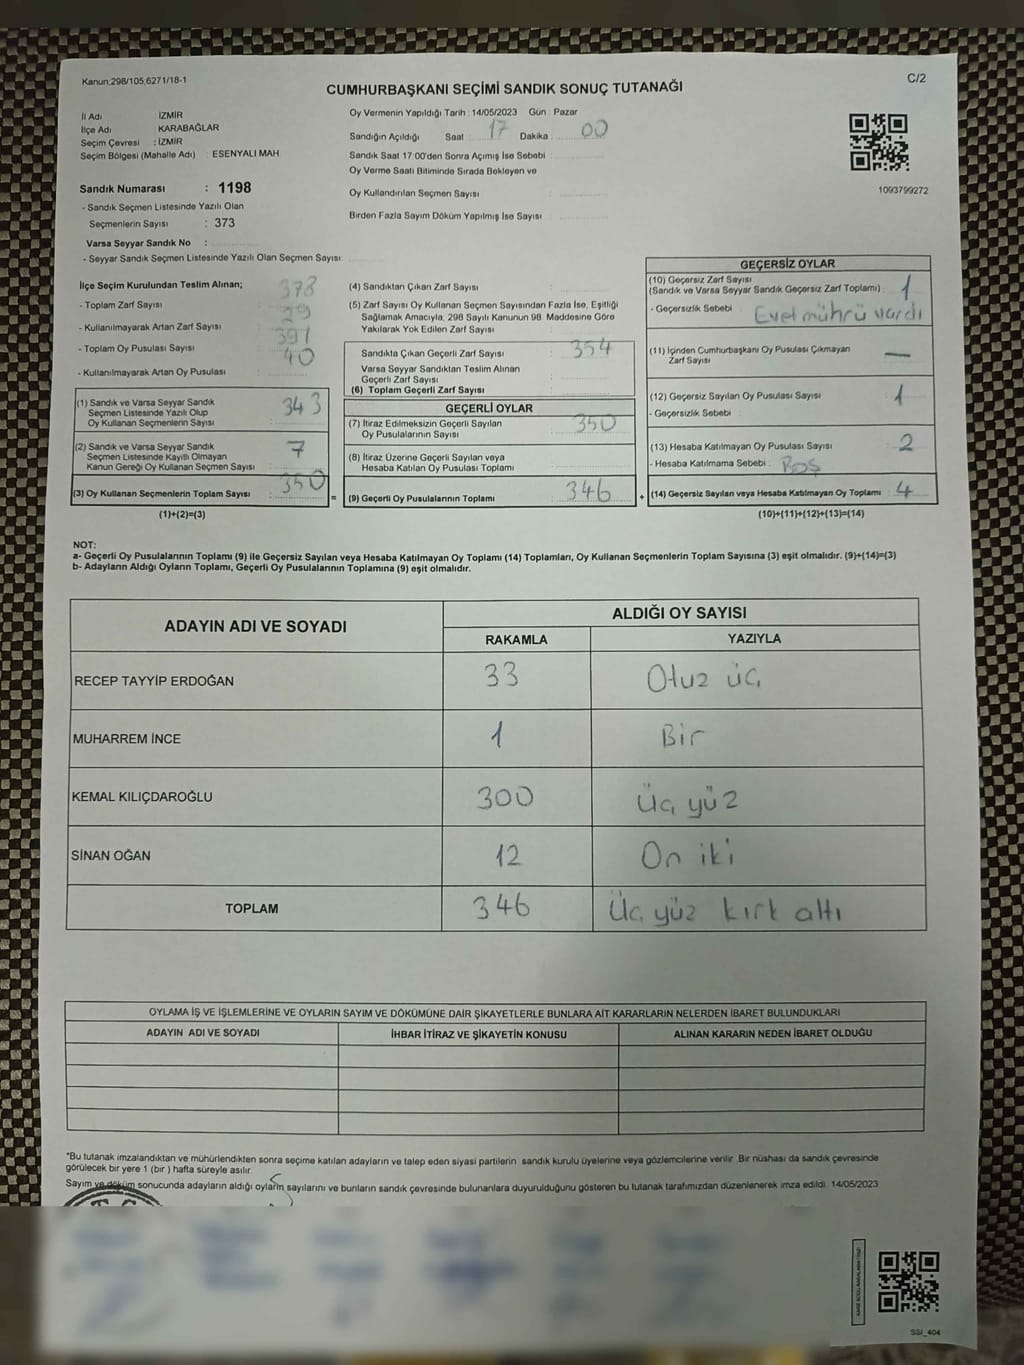 Kanun 298/105,6271/18-1
C/2
CUMHURBAŞKANI SEÇİMİ SANDIK SONUÇ TUTANAĞI
İl Adı İZMİR
İlçe Adı KARABAĞLAR
Seçim Çevresi : İZMİR
Seçim Bölgesi (Mahalle Adı) : ESENYALI MAH
Sandık Numarası : 1198
- Sandık Seçmen Listesinde Yazılı Olan
Seçmenlerin Sayısı : 373
Varsa Seyyar Sandık No :
- Seyyar Sandık Seçmen Listesinde Yazılı Olan Seçmen Sayısı:
Oy Vermenin Yapıldığı Tarih : 14/05/2023 Gün : Pazar
Sandığın Açıldığı Saat : 17 Dakika : 00
Sandık Saat 17:00'den Sonra Açımış İse Sebebi :
Oy Verme Saati Bitiminde Sırada Bekleyen ve
Oy Kullandırılan Seçmen Sayısı :
Birden Fazla Sayım Döküm Yapılmış İse Sayısı :
1093799272
İlçe Seçim Kurulundan Teslim Alınan;
- Toplam Zarf Sayısı : 378
- Kullanılmayarak Artan Zarf Sayısı : 29
- Toplam Oy Pusulası Sayısı : 391
- Kullanılmayarak Artan Oy Pusulası : 40
(1) Sandık ve Varsa Seyyar Sandık
Seçmen Listesinde Yazılı Olup
Oy Kullanan Seçmenlerin Sayısı : 343
(2) Sandık ve Varsa Seyyar Sandık
Seçmen Listesinde Kayıtlı Olmayan
Kanun Gereği Oy Kullanan Seçmen Sayısı : 7
(3) Oy Kullanan Seçmenlerin Toplam Sayısı : 350
(1)+(2)=(3)
(4) Sandıktan Çıkan Zarf Sayısı :
(5) Zarf Sayısı Oy Kullanan Seçmen Sayısından Fazla İse, Eşitliği
Sağlamak Amacıyla, 298 Sayılı Kanunun 98. Maddesine Göre
Yakılarak Yok Edilen Zarf Sayısı :
Sandıkta Çıkan Geçerli Zarf Sayısı : 354
Varsa Seyyar Sandıktan Teslim Alınan
Geçerli Zarf Sayısı :
(6) Toplam Geçerli Zarf Sayısı :
GEÇERLİ OYLAR
(7) İtiraz Edilmeksizin Geçerli Sayılan
Oy Pusulalarının Sayısı : 350
(8) İtiraz Üzerine Geçerli Sayılan veya
Hesaba Katılan Oy Pusulası Toplamı :
= (9) Geçerli Oy Pusulalarının Toplamı : 346 +
GEÇERSİZ OYLAR
(10) Geçersiz Zarf Sayısı
(Sandık ve Varsa Seyyar Sandık Geçersiz Zarf Toplamı) : 1
- Geçersizlik Sebebi : Evet mührü vardı
(11) İçinden Cumhurbaşkanı Oy Pusulası Çıkmayan
Zarf Sayısı : —
(12) Geçersiz Sayılan Oy Pusulası Sayısı : 1
- Geçersizlik Sebebi :
(13) Hesaba Katılmayan Oy Pusulası Sayısı : 2
- Hesaba Katılmama Sebebi : Boş
(14) Geçersiz Sayılan veya Hesaba Katılmayan Oy Toplamı : 4
(10)+(11)+(12)+(13)=(14)
NOT:
a- Geçerli Oy Pusulalarının Toplamı (9) ile Geçersiz Sayılan veya Hesaba Katılmayan Oy Toplamı (14) Toplamları, Oy Kullanan Seçmenlerin Toplam Sayısına (3) eşit olmalıdır. (9)+(14)=(3)
b- Adayların Aldığı Oyların Toplamı, Geçerli Oy Pusulalarının Toplamına (9) eşit olmalıdır.
ADAYIN ADI VE SOYADI ALDIĞI OY SAYISI
RAKAMLA YAZIYLA
RECEP TAYYİP ERDOĞAN 33 Otuz üç
MUHARREM İNCE 1 Bir
KEMAL KILIÇDAROĞLU 300 Üç yüz
SİNAN OĞAN 12 On iki
TOPLAM 346 Üç yüz kırk altı
OYLAMA İŞ VE İŞLEMLERİNE VE OYLARIN SAYIM VE DÖKÜMÜNE DAİR ŞİKAYETLERLE BUNLARA AİT KARARLARIN NELERDEN İBARET BULUNDUKLARI
ADAYIN ADI VE SOYADI İHBAR İTİRAZ VE ŞİKAYETİN KONUSU ALINAN KARARIN NEDEN İBARET OLDUĞU
*Bu tutanak imzalandıktan ve mühürlendikten sonra seçime katılan adayların ve talep eden siyasi partilerin sandık kurulu üyelerine veya gözlemcilerine verilir. Bir nüshası da sandık çevresinde
görülecek bir yere 1 (bir ) hafta süreyle asılır.
Sayım ve döküm sonucunda adayların aldığı oyların sayılarını ve bunların sandık çevresinde bulunanlara duyurulduğunu gösteren bu tutanak tarafımızdan düzenlenerek imza edildi. 14/05/2023
T.C.
SSI_404